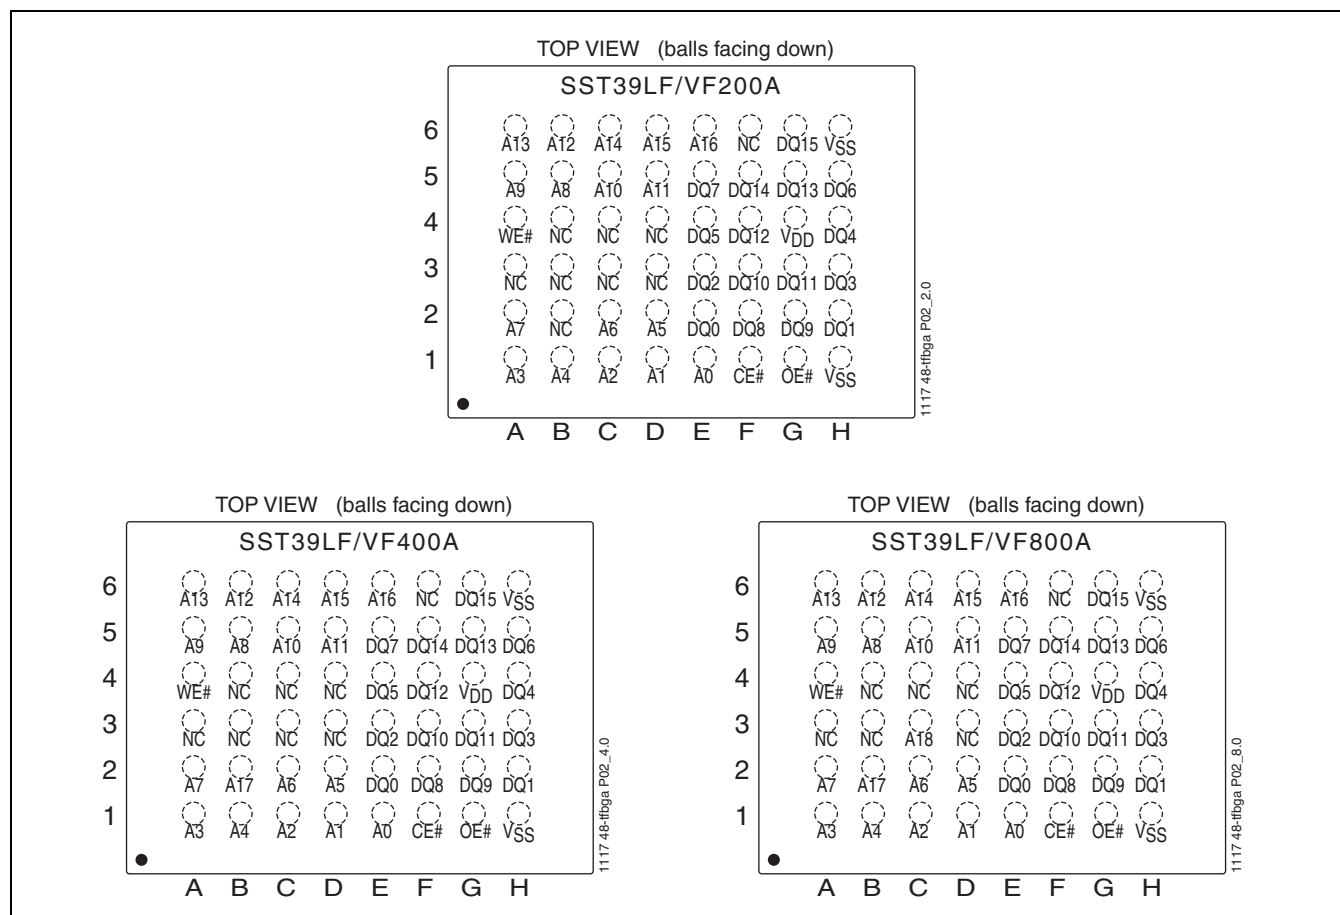 TOP VIEW (balls facing down)
SST39LF/VF200A
6 A13 A12 A14 A15 A16 NC DQ15 VSS
5 A9 A8 A10 A11 DQ7 DQ14 DQ13 DQ6
4 WE# NC NC NC DQ5 DQ12 VDD DQ4
3 NC NC NC NC DQ2 DQ10 DQ11 DQ3
2 A7 NC A6 A5 DQ0 DQ8 DQ9 DQ1
1 A3 A4 A2 A1 A0 CE# OE# VSS
A B C D E F G H
1117 48-tfbga P02_2.0
TOP VIEW (balls facing down)
SST39LF/VF400A
6 A13 A12 A14 A15 A16 NC DQ15 VSS
5 A9 A8 A10 A11 DQ7 DQ14 DQ13 DQ6
4 WE# NC NC NC DQ5 DQ12 VDD DQ4
3 NC NC NC NC DQ2 DQ10 DQ11 DQ3
2 A7 A17 A6 A5 DQ0 DQ8 DQ9 DQ1
1 A3 A4 A2 A1 A0 CE# OE# VSS
A B C D E F G H
1117 48-tfbga P02_4.0
TOP VIEW (balls facing down)
SST39LF/VF800A
6 A13 A12 A14 A15 A16 NC DQ15 VSS
5 A9 A8 A10 A11 DQ7 DQ14 DQ13 DQ6
4 WE# NC NC NC DQ5 DQ12 VDD DQ4
3 NC NC A18 NC DQ2 DQ10 DQ11 DQ3
2 A7 A17 A6 A5 DQ0 DQ8 DQ9 DQ1
1 A3 A4 A2 A1 A0 CE# OE# VSS
A B C D E F G H
1117 48-tfbga P02_8.0